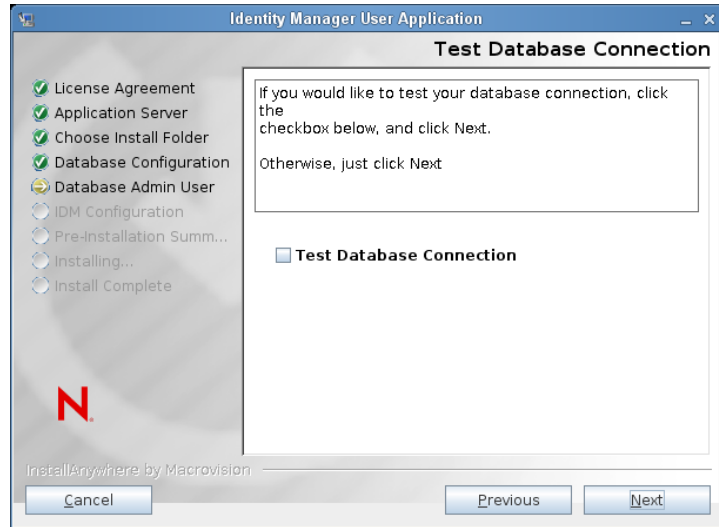 Identity Manager User Application
Test Database Connection
License Agreement
Application Server
Choose Install Folder
Database Configuration
Database Admin User
IDM Configuration
Pre-Installation Summ...
Installing...
Install Complete
If you would like to test your database connection, click
the
checkbox below, and click Next.
Otherwise, just click Next
Test Database Connection
N.
InstallAnywhere by Macrovision
Cancel
Previous
Next